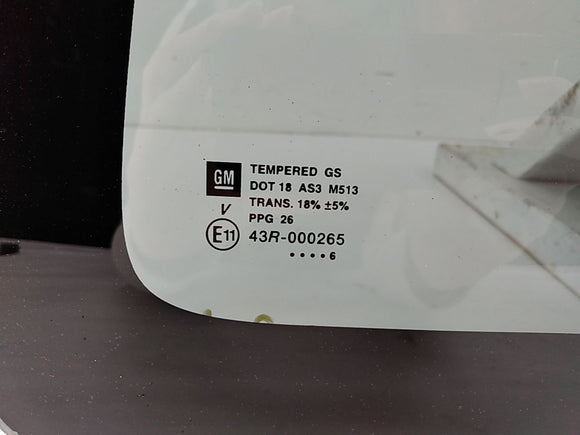 GM
TEMPERED GS
DOT 18 AS3 M513
TRANS. 18% ±5%
V
PPG 26
E11
43R-000265
••••6